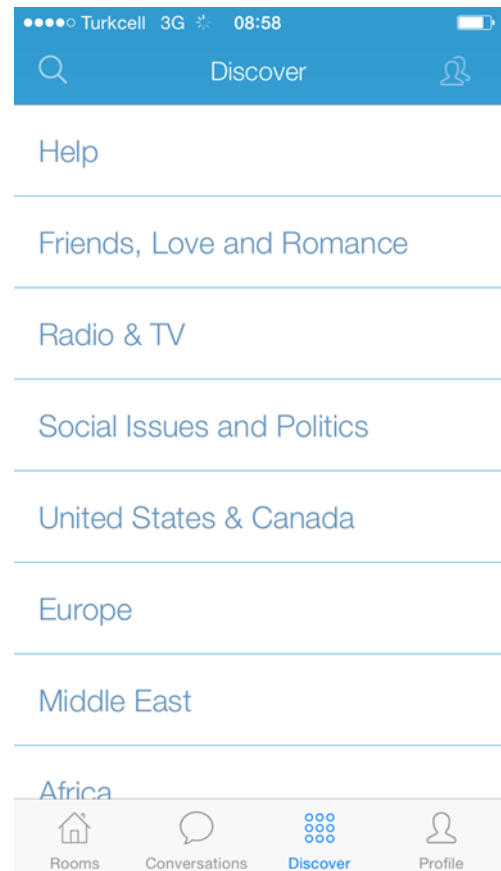 Turkcell 3G 08:58
Discover
Help
Friends, Love and Romance
Radio & TV
Social Issues and Politics
United States & Canada
Europe
Middle East
Africa
Rooms Conversations Discover Profile